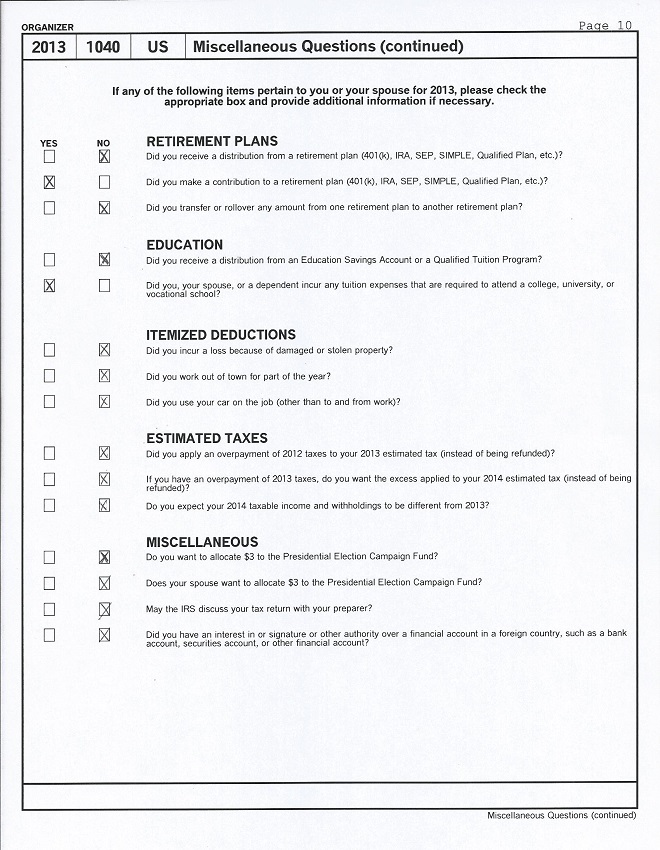 ORGANIZER
Page 10
2013 1040 US Miscellaneous Questions (continued)
If any of the following items pertain to you or your spouse for 2013, please check the
appropriate box and provide additional information if necessary.
YES NO RETIREMENT PLANS
X Did you receive a distribution from a retirement plan (401(k), IRA, SEP, SIMPLE, Qualified Plan, etc.)?
X Did you make a contribution to a retirement plan (401(k), IRA, SEP, SIMPLE, Qualified Plan, etc.)?
X Did you transfer or rollover any amount from one retirement plan to another retirement plan?
EDUCATION
X Did you receive a distribution from an Education Savings Account or a Qualified Tuition Program?
X Did you, your spouse, or a dependent incur any tuition expenses that are required to attend a college, university, or
vocational school?
ITEMIZED DEDUCTIONS
X Did you incur a loss because of damaged or stolen property?
X Did you work out of town for part of the year?
X Did you use your car on the job (other than to and from work)?
ESTIMATED TAXES
X Did you apply an overpayment of 2012 taxes to your 2013 estimated tax (instead of being refunded)?
X If you have an overpayment of 2013 taxes, do you want the excess applied to your 2014 estimated tax (instead of being
refunded)?
X Do you expect your 2014 taxable income and withholdings to be different from 2013?
MISCELLANEOUS
X Do you want to allocate $3 to the Presidential Election Campaign Fund?
X Does your spouse want to allocate $3 to the Presidential Election Campaign Fund?
X May the IRS discuss your tax return with your preparer?
X Did you have an interest in or signature or other authority over a financial account in a foreign country, such as a bank
account, securities account, or other financial account?
Miscellaneous Questions (continued)